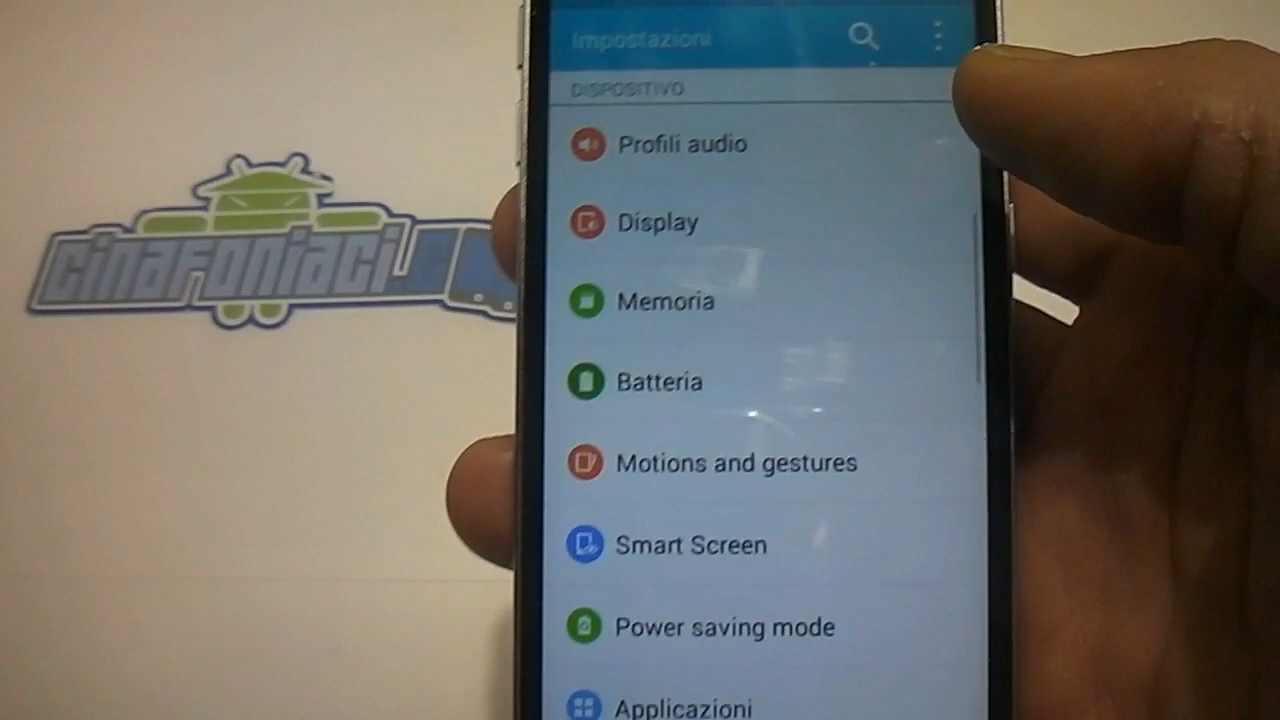 Impostazioni
DISPOSITIVO
Profili audio
Display
Memoria
Batteria
Motions and gestures
Smart Screen
Power saving mode
Applicazioni
cinafoniaci